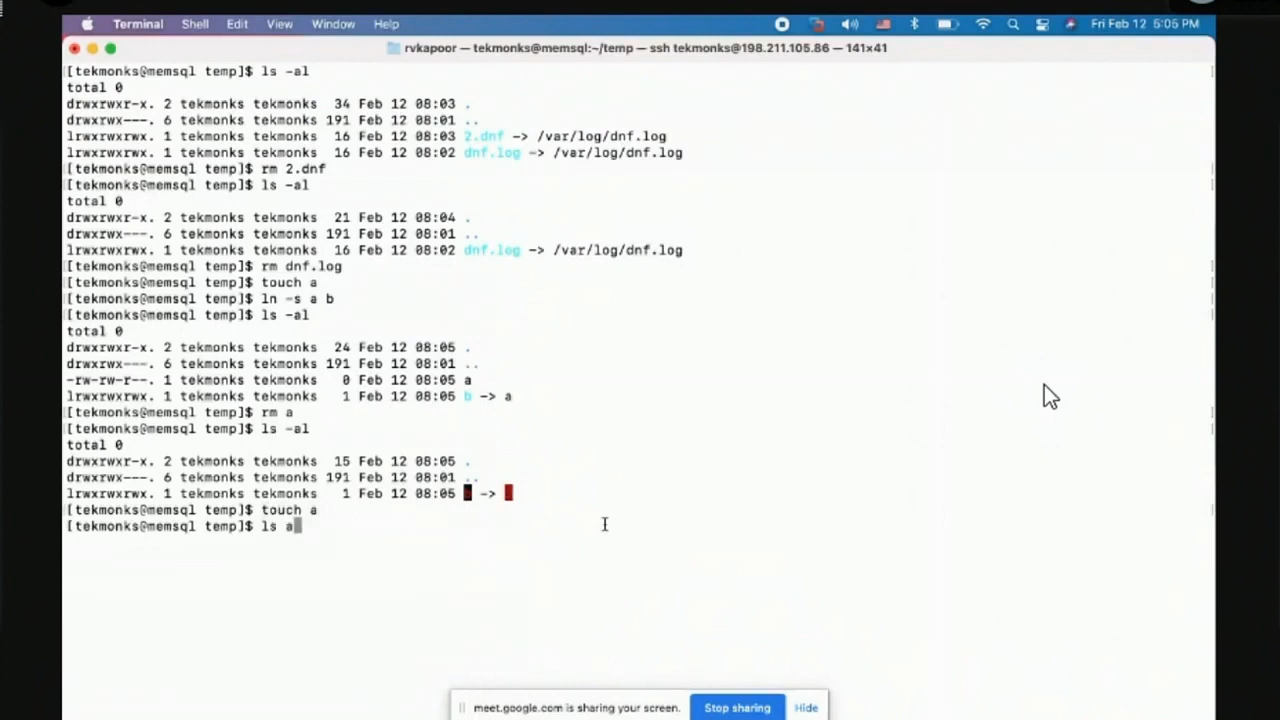 Terminal Shell Edit View Window Help Fri Feb 12 5:05 PM
rvkapoor — tekmonks@memsql:~/temp — ssh tekmonks@198.211.105.86 — 141×41
[tekmonks@memsql temp]$ ls -al
total 0
drwxrwxr-x. 2 tekmonks tekmonks 34 Feb 12 08:03 .
drwxrwx---. 6 tekmonks tekmonks 191 Feb 12 08:01 ..
lrwxrwxrwx. 1 tekmonks tekmonks 16 Feb 12 08:03 2.dnf -> /var/log/dnf.log
lrwxrwxrwx. 1 tekmonks tekmonks 16 Feb 12 08:02 dnf.log -> /var/log/dnf.log
[tekmonks@memsql temp]$ rm 2.dnf
[tekmonks@memsql temp]$ ls -al
total 0
drwxrwxr-x. 2 tekmonks tekmonks 21 Feb 12 08:04 .
drwxrwx---. 6 tekmonks tekmonks 191 Feb 12 08:01 ..
lrwxrwxrwx. 1 tekmonks tekmonks 16 Feb 12 08:02 dnf.log -> /var/log/dnf.log
[tekmonks@memsql temp]$ rm dnf.log
[tekmonks@memsql temp]$ touch a
[tekmonks@memsql temp]$ ln -s a b
[tekmonks@memsql temp]$ ls -al
total 0
drwxrwxr-x. 2 tekmonks tekmonks 24 Feb 12 08:05 .
drwxrwx---. 6 tekmonks tekmonks 191 Feb 12 08:01 ..
-rw-rw-r--. 1 tekmonks tekmonks 0 Feb 12 08:05 a
lrwxrwxrwx. 1 tekmonks tekmonks 1 Feb 12 08:05 b -> a
[tekmonks@memsql temp]$ rm a
[tekmonks@memsql temp]$ ls -al
total 0
drwxrwxr-x. 2 tekmonks tekmonks 15 Feb 12 08:05 .
drwxrwx---. 6 tekmonks tekmonks 191 Feb 12 08:01 ..
lrwxrwxrwx. 1 tekmonks tekmonks 1 Feb 12 08:05 ->
[tekmonks@memsql temp]$ touch a
[tekmonks@memsql temp]$ ls a
meet.google.com is sharing your screen. Stop sharing Hide